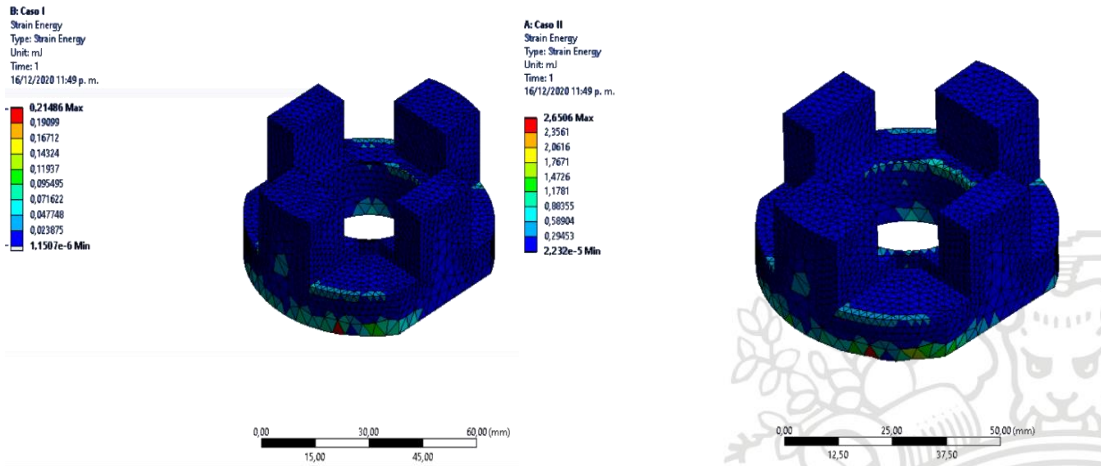 B: Caso I
Strain Energy
Type: Strain Energy
Unit: mJ
Time: 1
16/12/2020 11:49 p. m.
0,21486 Max
0,19099
0,16712
0,14324
0,11937
0,095495
0,071622
0,047748
0,023875
1,1507e-6 Min
0,00 30,00 60,00 (mm)
15,00 45,00
A: Caso II
Strain Energy
Type: Strain Energy
Unit: mJ
Time: 1
16/12/2020 11:49 p. m.
2,6506 Max
2,3561
2,0616
1,7671
1,4726
1,1781
0,88355
0,58904
0,29453
2,232e-5 Min
0,00 25,00 50,00 (mm)
12,50 37,50